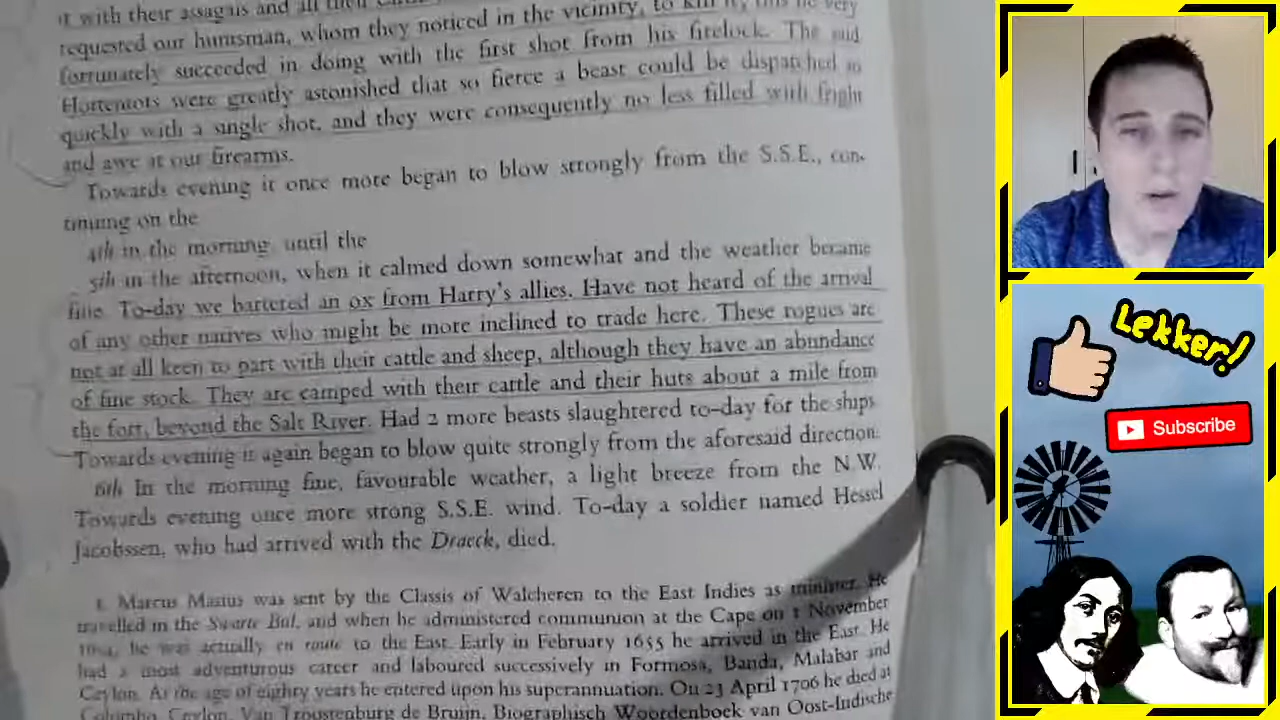 it with their assagais and all their
requested our huntsman, whom they noticed in the vicinity, to kill it; this he very
fortunately succeeded in doing with the first shot from his firelock. The said
Hottentots were greatly astonished that so fierce a beast could be dispatched so
quickly with a single shot, and they were consequently no less filled with fright
and awe at our firearms.
Towards evening it once more began to blow strongly from the S.S.E., con-
tinuing on the
4th in the morning until the
5th in the afternoon, when it calmed down somewhat and the weather became
fine. To-day we bartered an ox from Harry's allies. Have not heard of the arrival
of any other natives who might be more inclined to trade here. These rogues are
not at all keen to part with their cattle and sheep, although they have an abundance
of fine stock. They are camped with their cattle and their huts about a mile from
the fort, beyond the Salt River. Had 2 more beasts slaughtered to-day for the ships.
Towards evening it again began to blow quite strongly from the aforesaid direction.
6th In the morning fine, favourable weather, a light breeze from the N.W.
Towards evening once more strong S.S.E. wind. To-day a soldier named Hessel
Jacobssen, who had arrived with the Draeck, died.
1. Marcus Masius was sent by the Classis of Walcheren to the East Indies as minister. He
travelled in the Swarte Bul, and when he administered communion at the Cape on 1 November
he was actually en route to the East. Early in February 1655 he arrived in the East. He
had a most adventurous career and laboured successively in Formosa, Banda, Malabar and
Ceylon. At the age of eighty years he entered upon his superannuation. On 23 April 1706 he died at
Colombo, Ceylon. Van Troostenburg de Bruijn, Biographisch Woordenboek van Oost-Indische
Lekker!
Subscribe